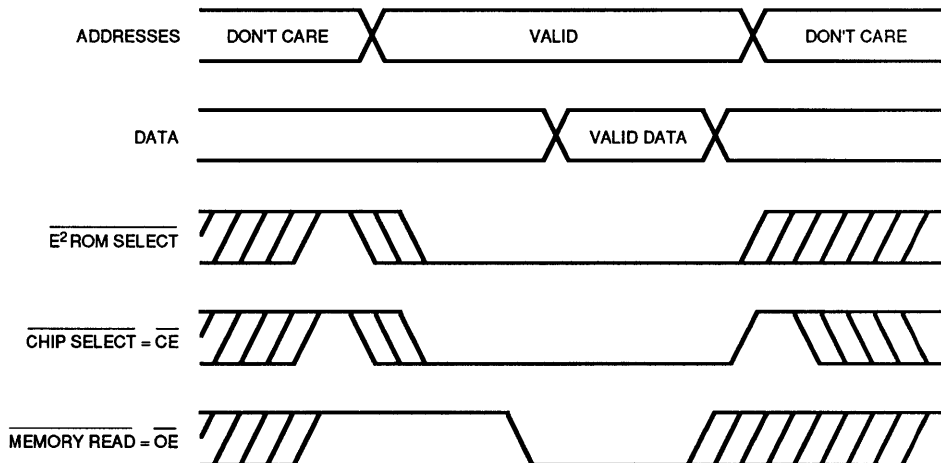 ADDRESSES DON'T CARE VALID DON'T CARE
DATA VALID DATA
E²ROM SELECT
CHIP SELECT = CE
MEMORY READ = OE